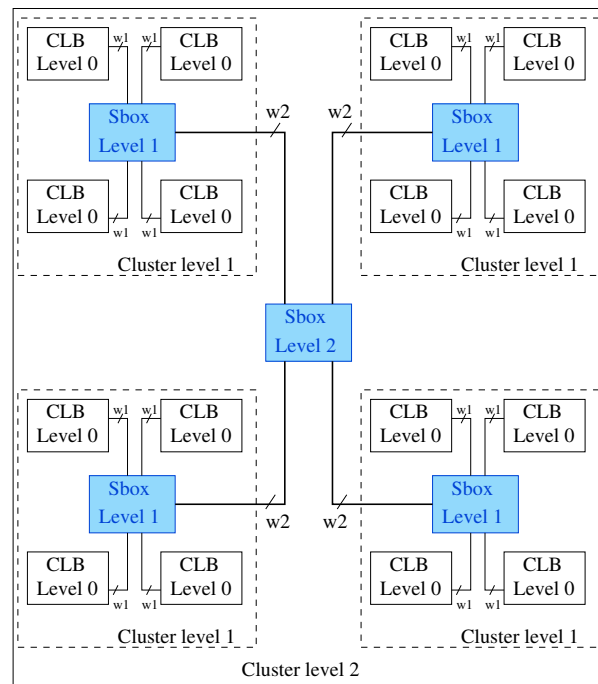 CLB
Level 0
w1
w1
CLB
Level 0
Sbox
Level 1
w2
CLB
Level 0
w1
w1
CLB
Level 0
Cluster level 1
CLB
Level 0
w1
w1
CLB
Level 0
w2
Sbox
Level 1
CLB
Level 0
w1
w1
CLB
Level 0
Cluster level 1
Sbox
Level 2
CLB
Level 0
w1
w1
CLB
Level 0
Sbox
Level 1
w2
CLB
Level 0
w1
w1
CLB
Level 0
Cluster level 1
CLB
Level 0
w1
w1
CLB
Level 0
w2
Sbox
Level 1
CLB
Level 0
w1
w1
CLB
Level 0
Cluster level 1
Cluster level 2